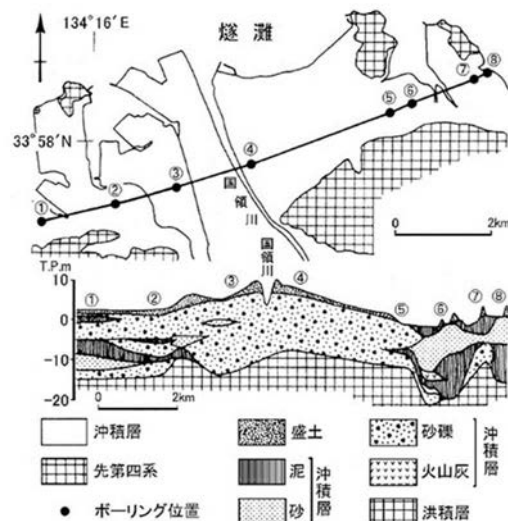 134°16′E
燧灘
⑧
⑦
⑤ ⑥
33°58′N
④
③
②
①
国領川
0 2km
国領川
T.P.m
10
0
-10
-20
① ② ③ ④ ⑤ ⑥ ⑦ ⑧
0 2km
沖積層
先第四系
ボーリング位置
盛土
泥
砂
沖積層
砂礫
火山灰
沖積層
洪積層